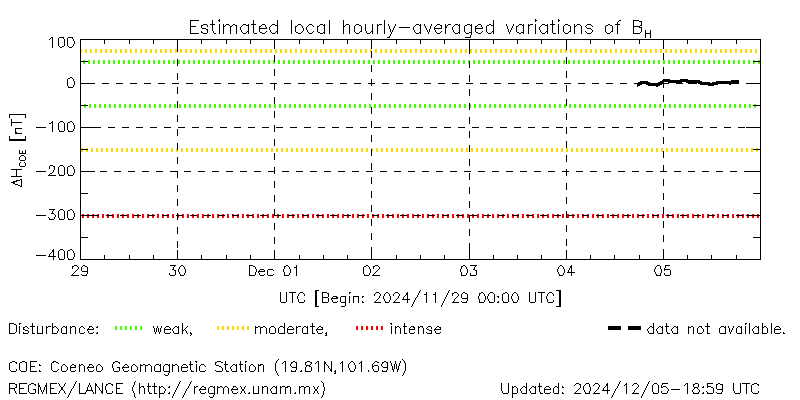 Estimated local hourly-averaged variations of B_H
100
0
-100
-200
-300
-400
ΔH_COE [nT]
29 30 Dec 01 02 03 04 05
UTC [Begin: 2024/11/29 00:00 UTC]
Disturbance: weak, moderate, intense data not available.
COE: Coeneo Geomagnetic Station (19.81N,101.69W)
REGMEX/LANCE (http://regmex.unam.mx) Updated: 2024/12/05-18:59 UTC